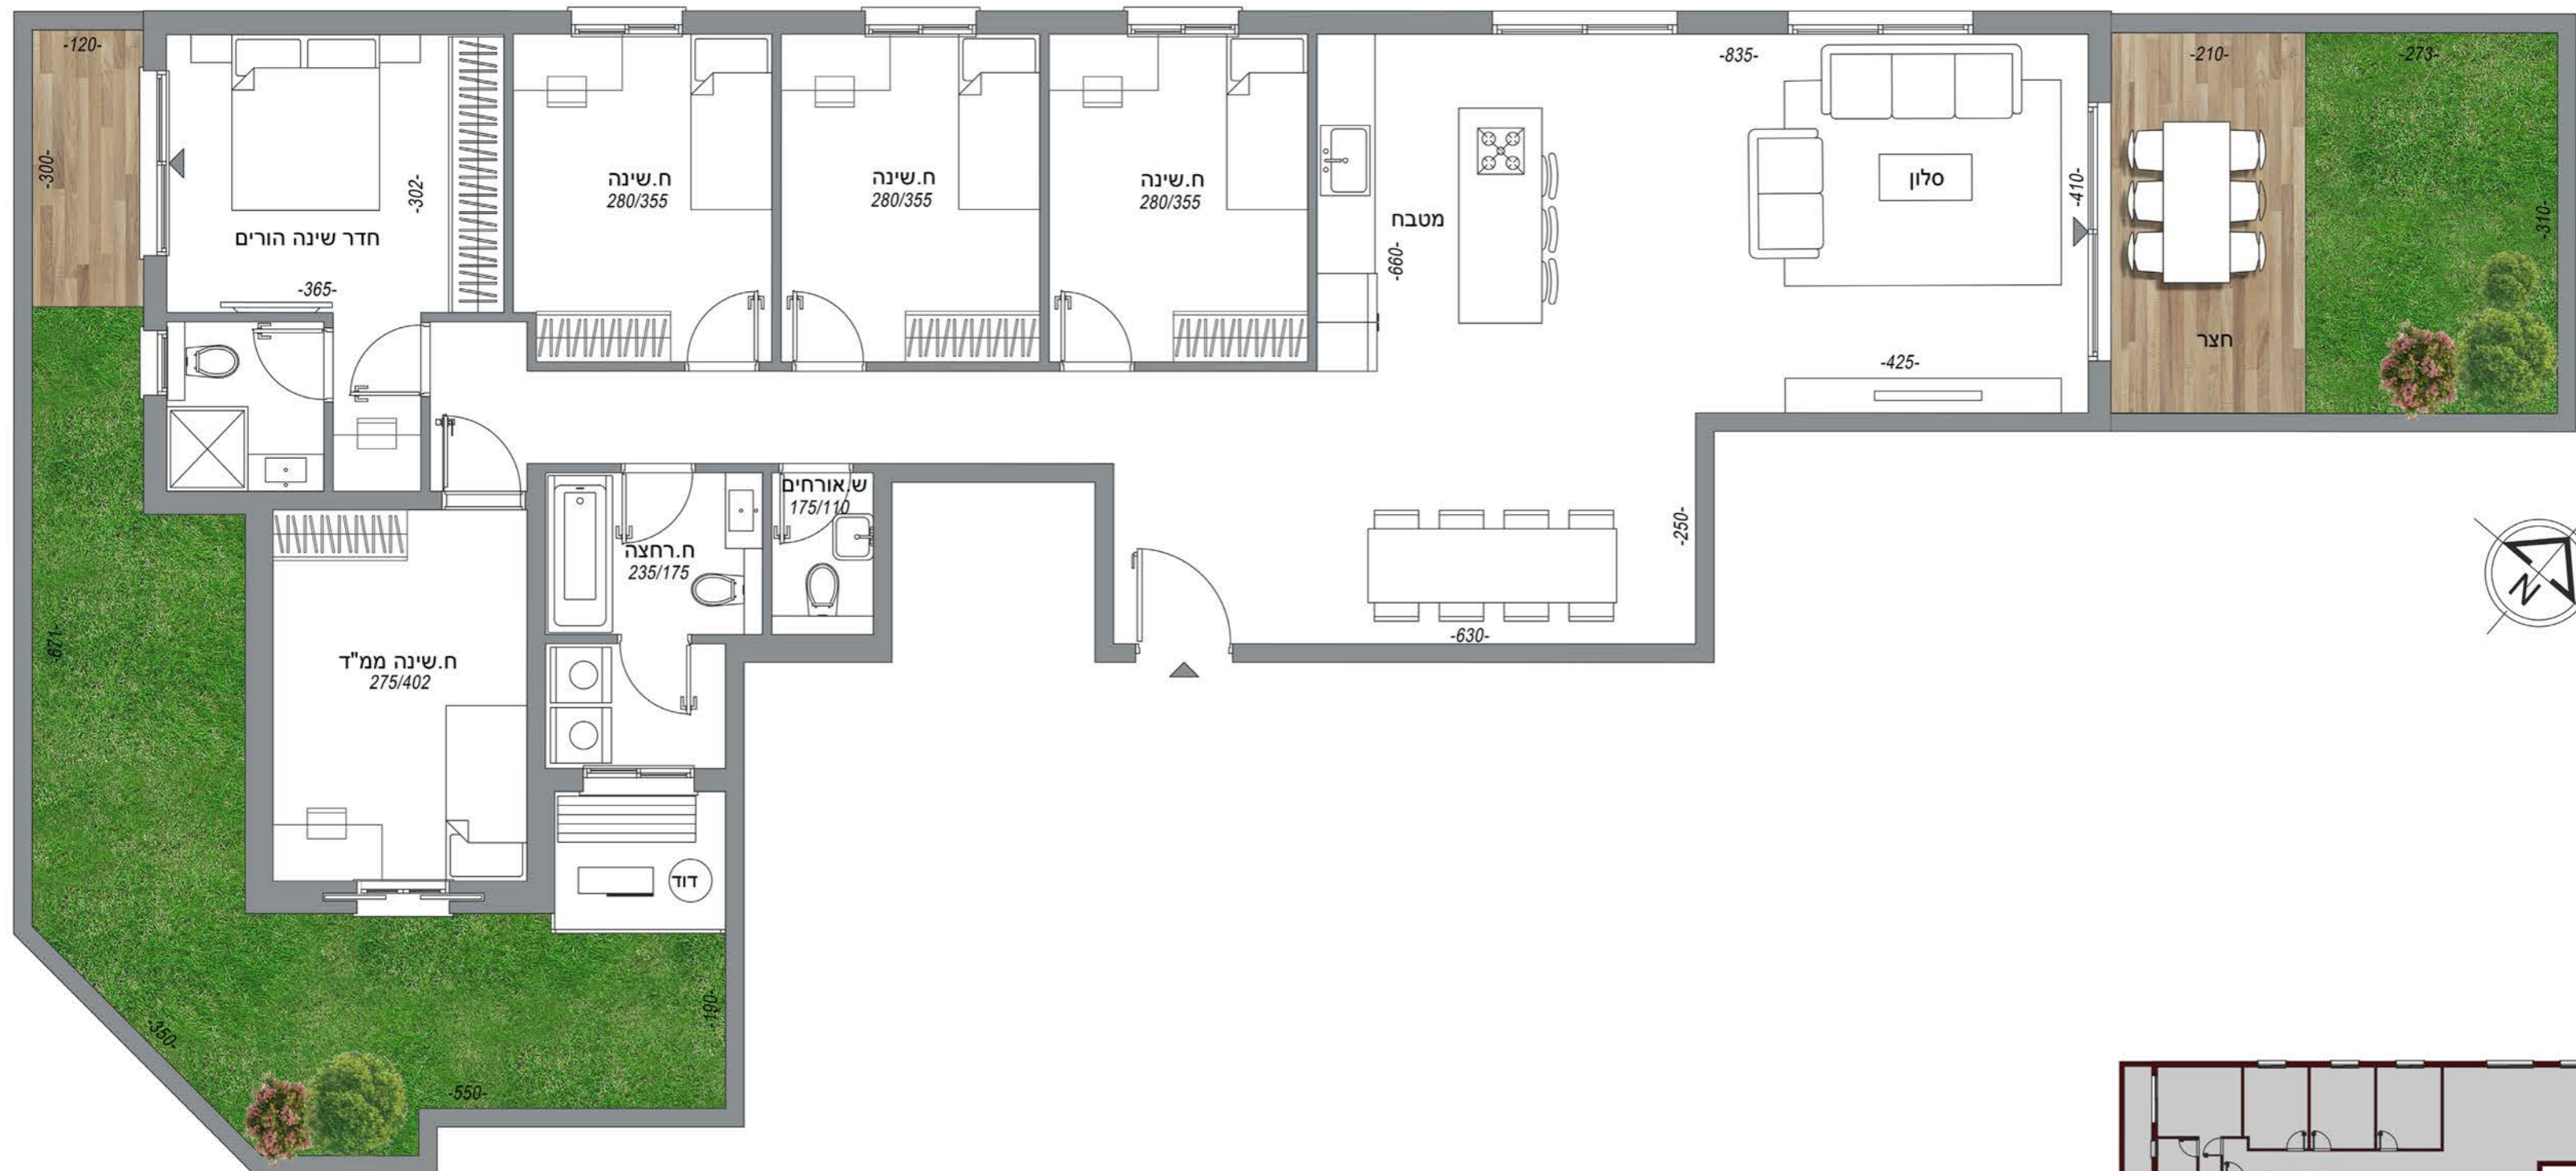 -120-
-835-
-210-
-273-
-300-
-302-
ח.שינה
280/355
ח.שינה
280/355
ח.שינה
280/355
סלון
-410-
-310-
חדר שינה הורים
-365-
מטבח
-660-
חצר
-425-
ש.אורחים
175/110
ח.רחצה
235/175
-250-
-630-
N
-671-
ח.שינה ממ"ד
275/402
דוד
-350-
-190-
-550-